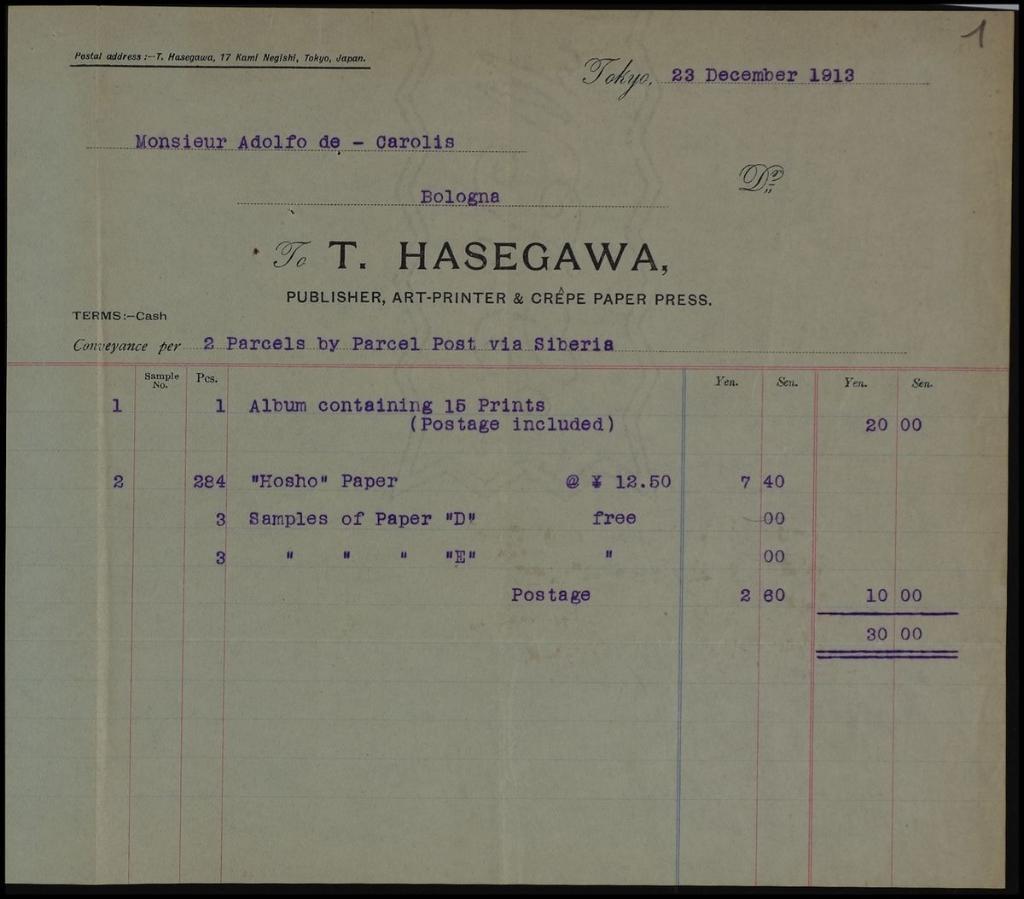 1
Postal address :—T. Hasegawa, 17 Kami Negishi, Tokyo, Japan.
Tokyo, 23 December 1913
Monsieur Adolfo de - Carolis
Bologna
Dr
To T. HASEGAWA,
PUBLISHER, ART-PRINTER & CRÊPE PAPER PRESS.
TERMS:—Cash
Conveyance per 2 Parcels by Parcel Post via Siberia
Sample No. Pcs. Yen. Sen. Yen. Sen.
1 1 Album containing 15 Prints
(Postage included) 20 00
2 284 "Hosho" Paper @ ¥ 12.50 7 40
3 Samples of Paper "D" free 00
3 " " " "E" " 00
Postage 2 60 10 00
30 00